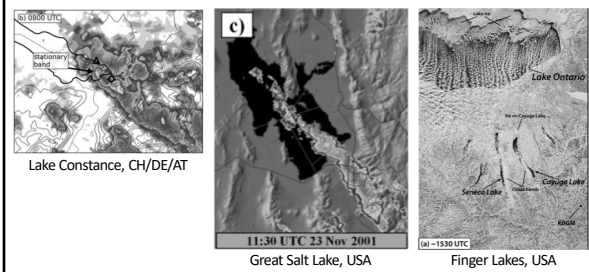 b) 0800 UTC
stationary
band
Lake Constance, CH/DE/AT
c)
11:30 UTC 23 Nov 2001
Great Salt Lake, USA
Lake Ice
Lake Ontario
Ice on Cayuga Lake
Seneca Lake
Cloud bands
Cayuga Lake
KBGM
(a) ~1530 UTC
Finger Lakes, USA